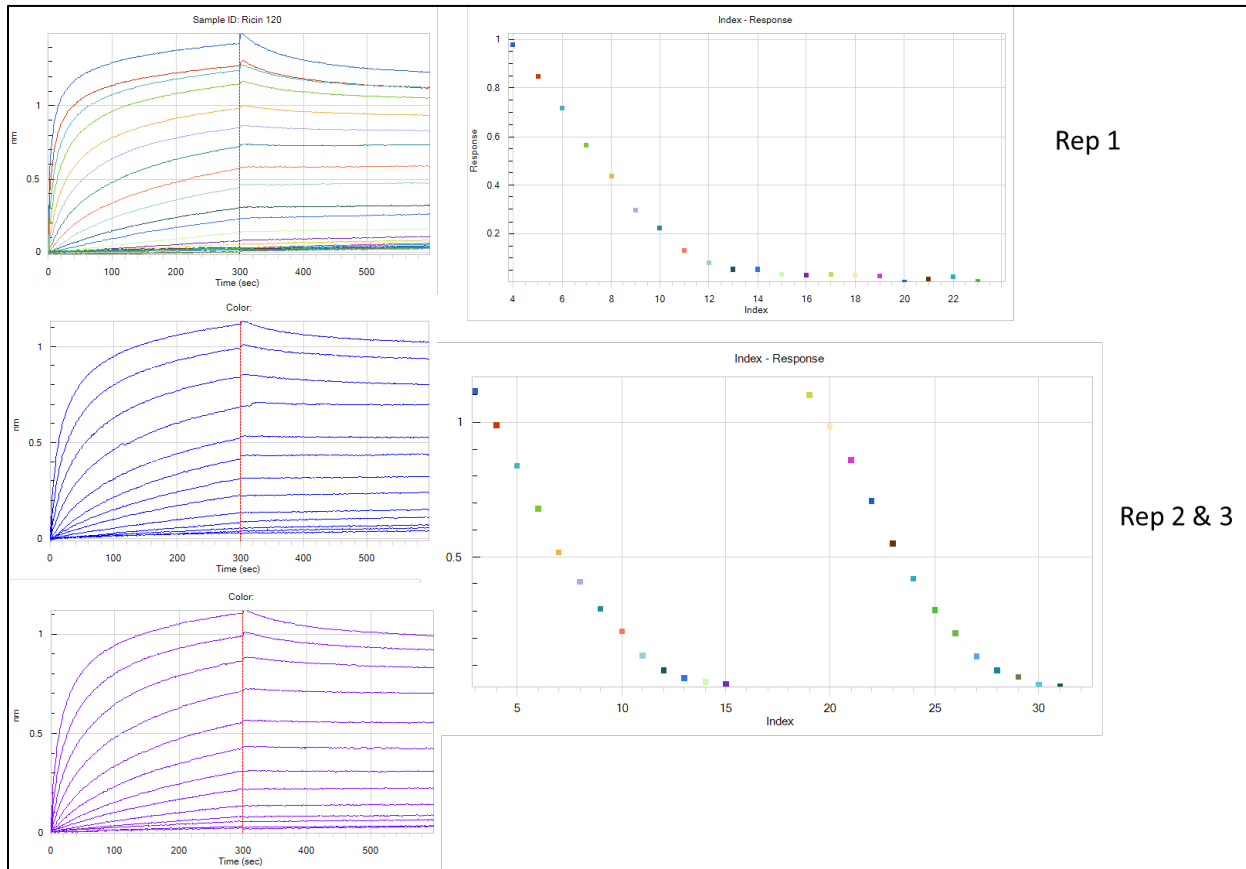 Sample ID: Ricin 120
nm
1
0.5
0
0 100 200 300 400 500
Time (sec)
Index - Response
Response
1
0.8
0.6
0.4
0.2
4 6 8 10 12 14 16 18 20 22
Index
Rep 1
Color:
nm
1
0.5
0
0 100 200 300 400 500
Time (sec)
Index - Response
1
0.5
5 10 15 20 25 30
Index
Rep 2 & 3
Color:
nm
1
0.5
0
0 100 200 300 400 500
Time (sec)